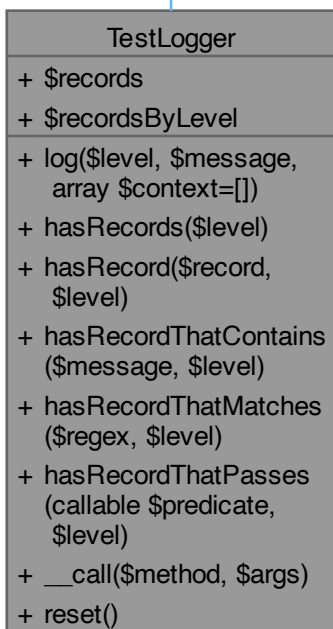 TestLogger
+ $records
+ $recordsByLevel
+ log($level, $message,
array $context=[])
+ hasRecords($level)
+ hasRecord($record,
$level)
+ hasRecordThatContains
($message, $level)
+ hasRecordThatMatches
($regex, $level)
+ hasRecordThatPasses
(callable $predicate,
$level)
+ __call($method, $args)
+ reset()